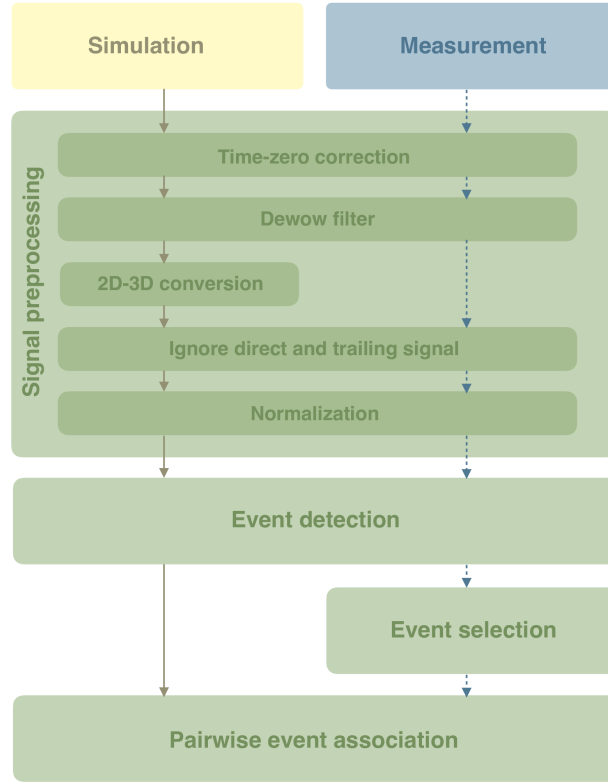 Simulation
Measurement
Signal preprocessing
Time-zero correction
Dewow filter
2D-3D conversion
Ignore direct and trailing signal
Normalization
Event detection
Event selection
Pairwise event association